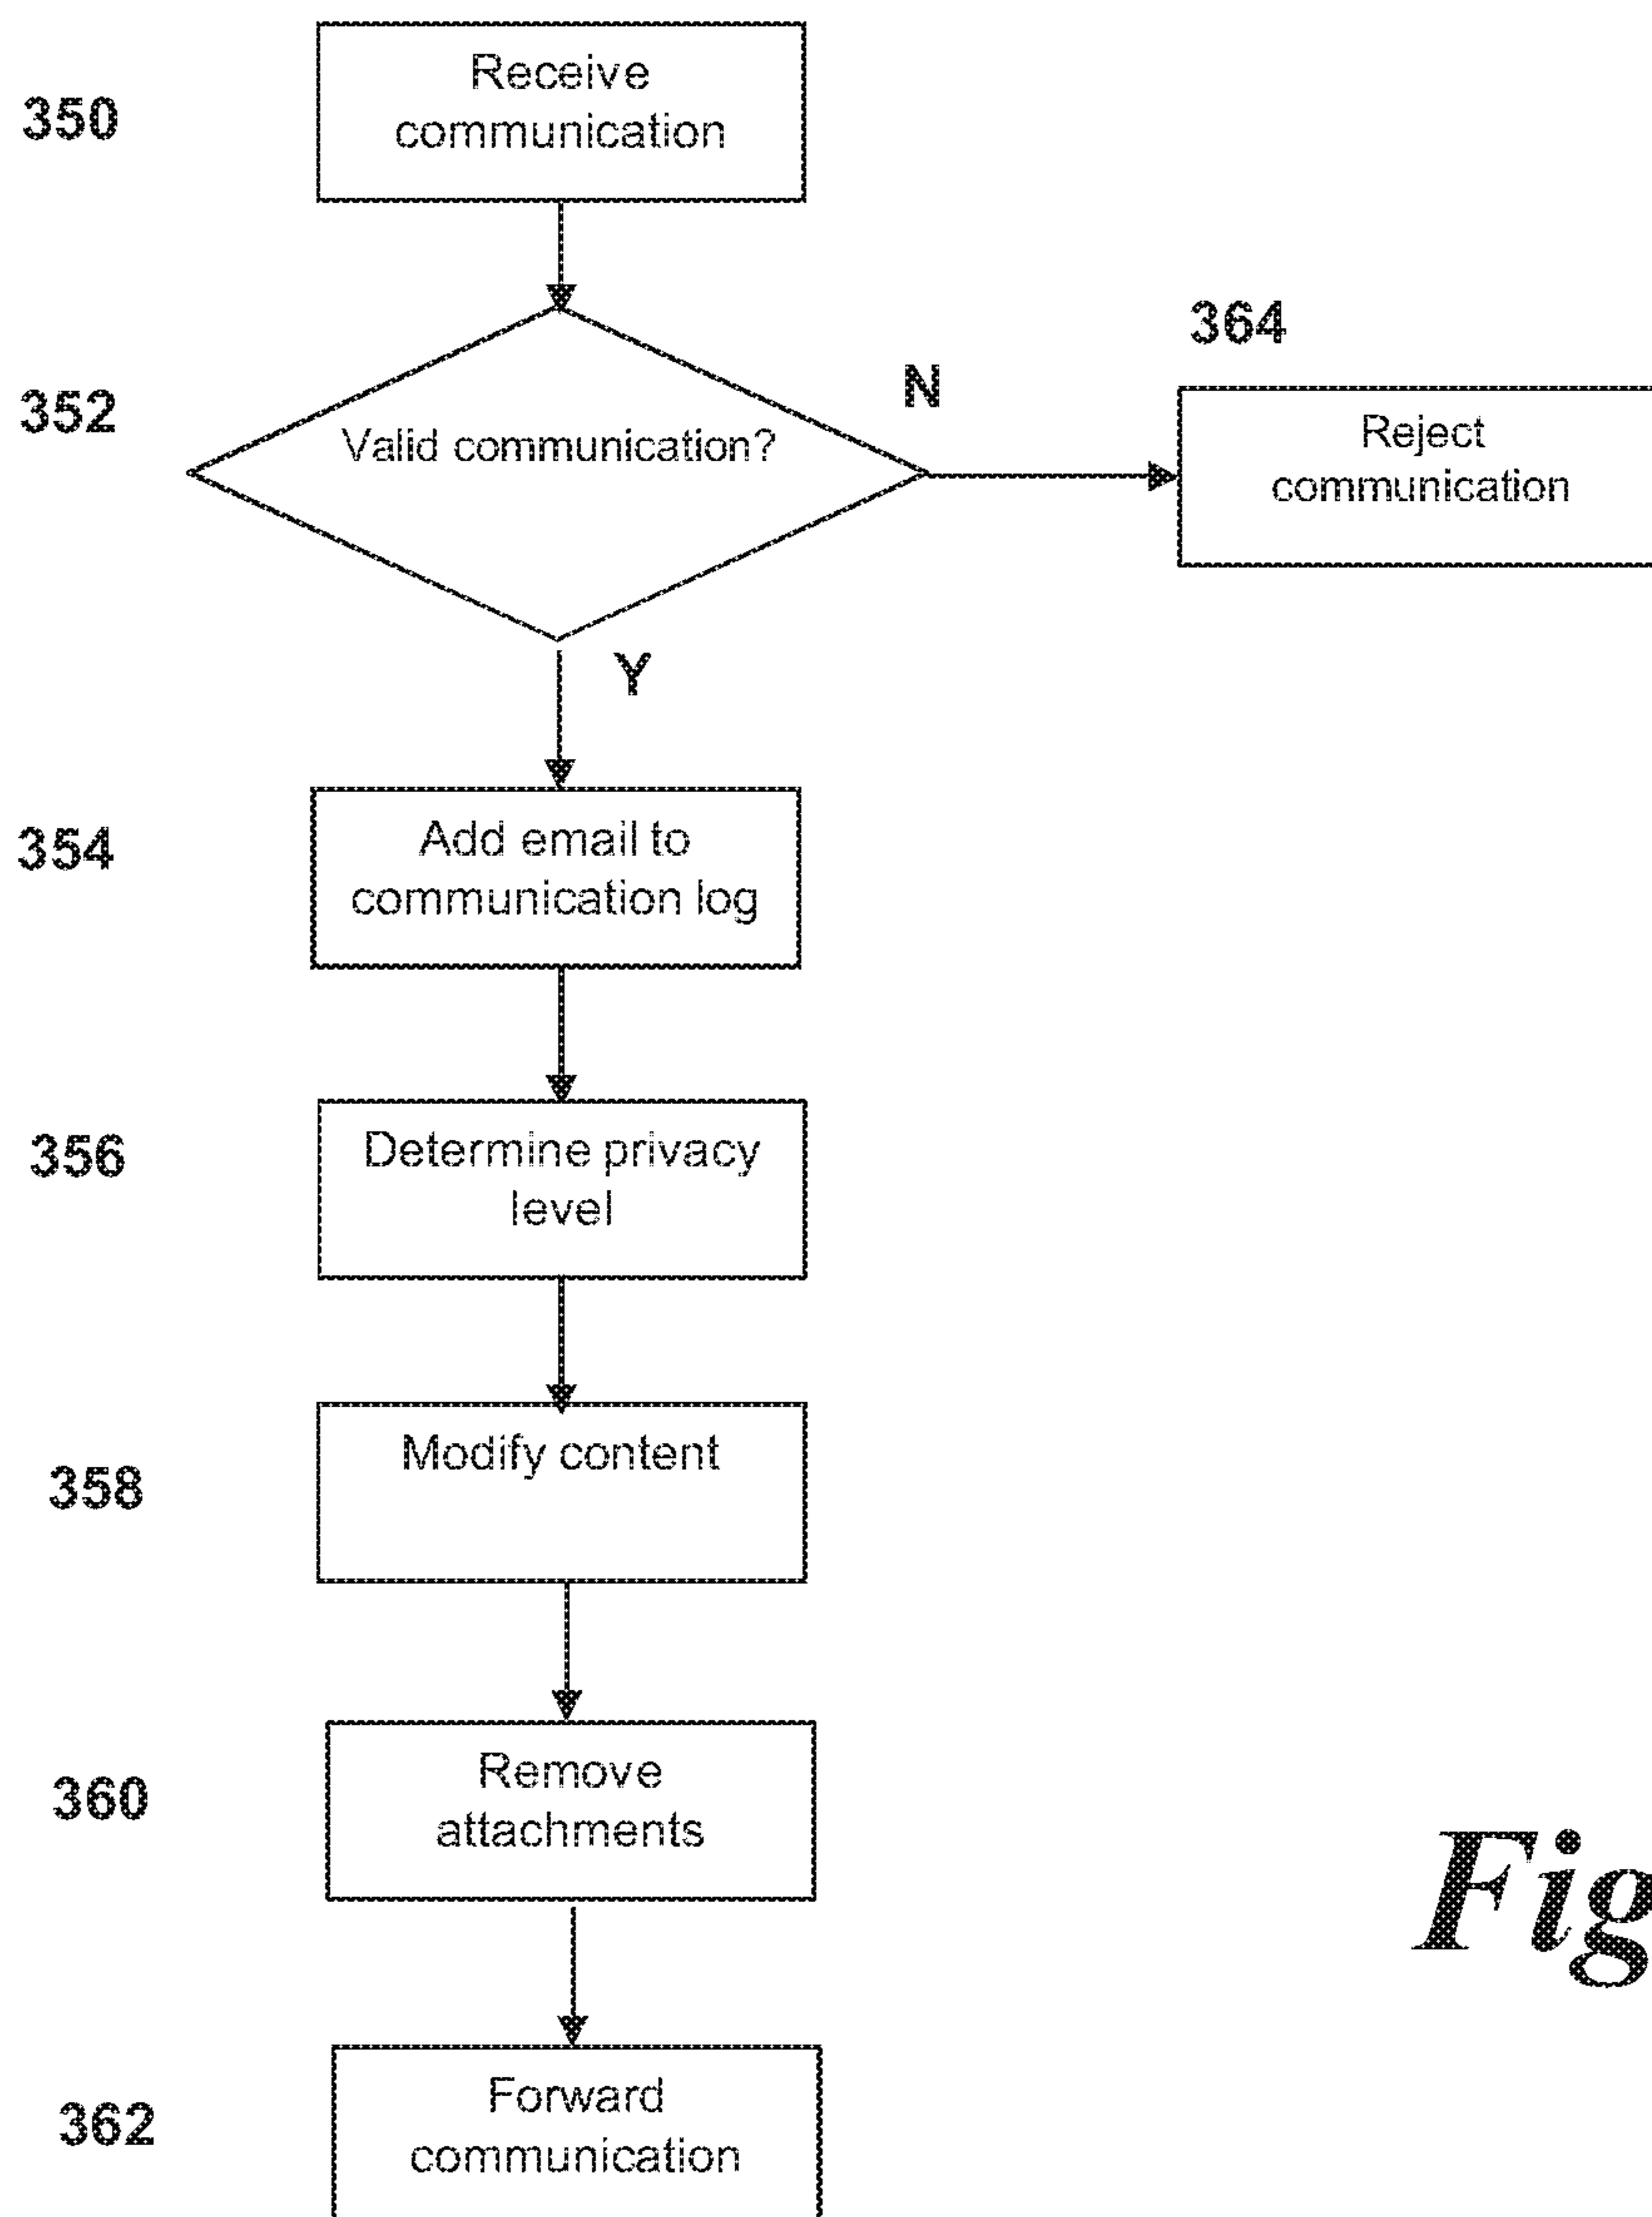 350
Receive
communication
364
352
Valid communication?
N
Reject
communication
Y
354
Add email to
communication log
356
Determine privacy
level
358
Modify content
360
Remove
attachments
Fig
362
Forward
communication